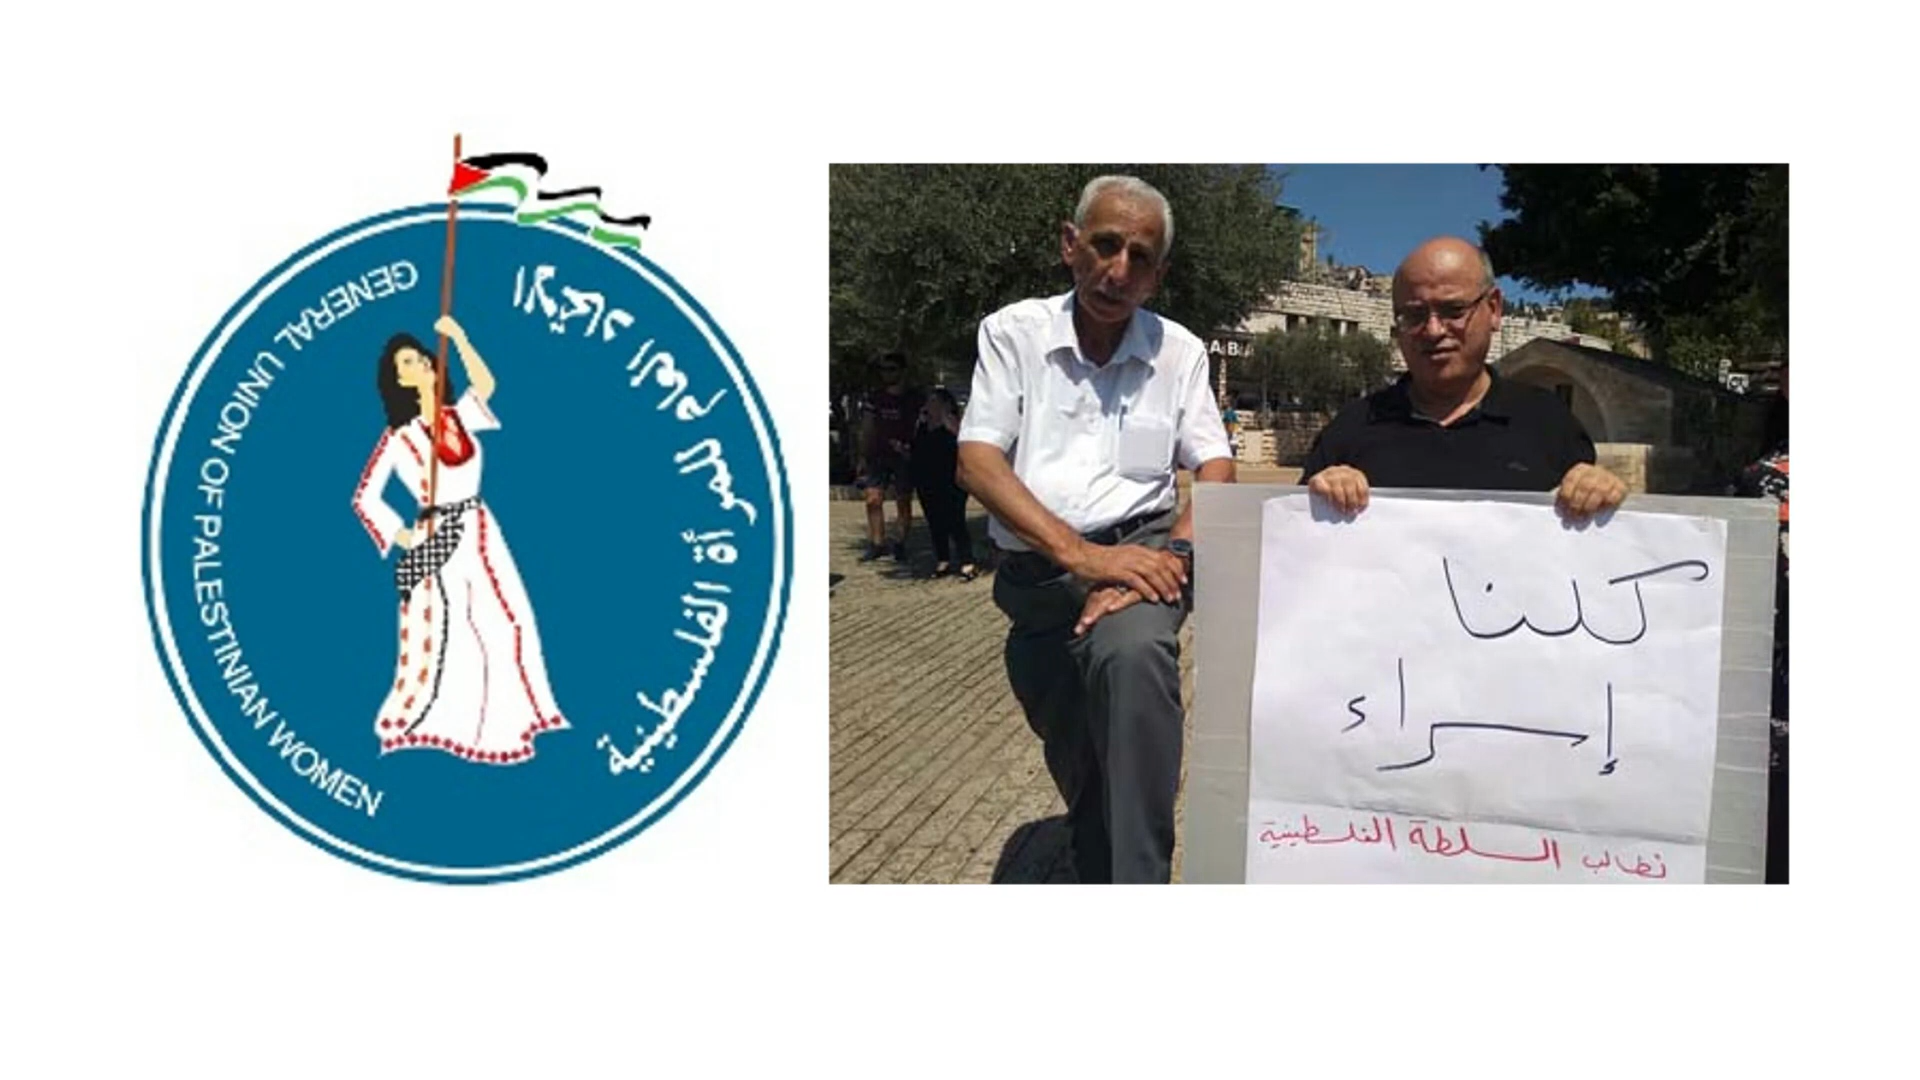 GENERAL UNION OF PALESTINIAN WOMEN
الاتحاد العام للمرأة الفلسطينية
كلنا
إسراء
نطالب السلطة الفلسطينية